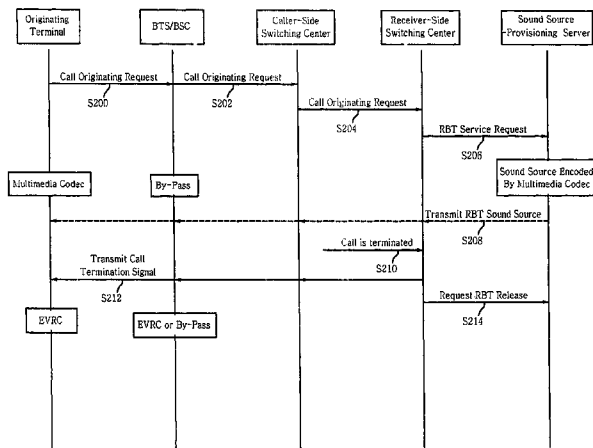 Originating
Terminal
BTS/BSC
Caller-Side
Switching Center
Receiver-Side
Switching Center
Sound Source
-Provisioning Server
Call Originating Request
S200
Call Originating Request
S202
Call Originating Request
S204
RBT Service Request
S206
Multimedia Codec
By-Pass
Sound Source Encoded
By Multimedia Codec
Transmit RBT Sound Source
S208
Call is terminated
S210
Transmit Call
Termination Signal
S212
Request RBT Release
S214
EVRC
EVRC or By-Pass